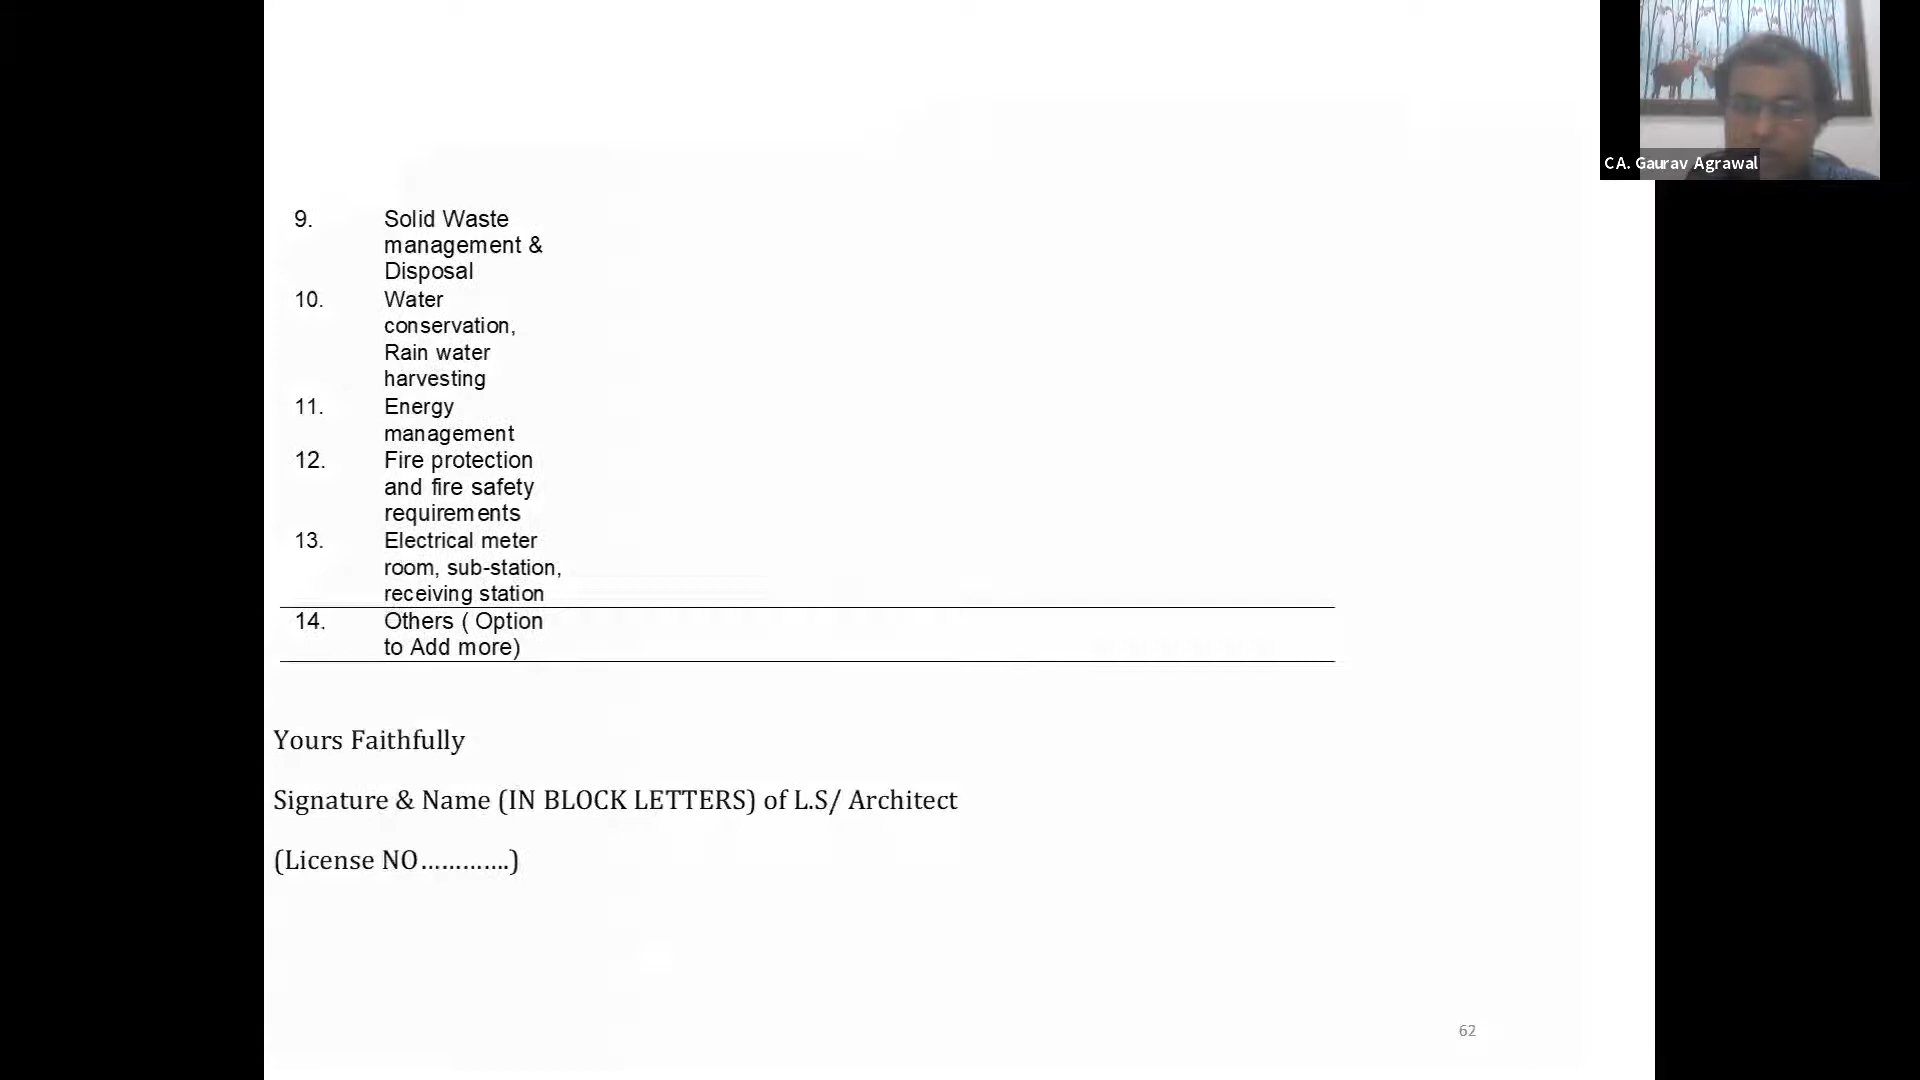 CA. Gaurav Agrawal
9. Solid Waste
management &
Disposal
10. Water
conservation,
Rain water
harvesting
11. Energy
management
12. Fire protection
and fire safety
requirements
13. Electrical meter
room, sub-station,
receiving station
14. Others ( Option
to Add more)
Yours Faithfully
Signature & Name (IN BLOCK LETTERS) of L.S/ Architect
(License NO………….)
62